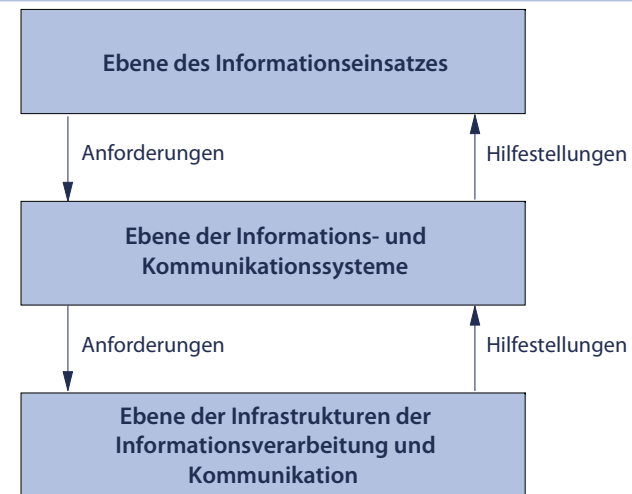 Ebene des Informationseinsatzes
Anforderungen
Hilfestellungen
Ebene der Informations- und
Kommunikationssysteme
Anforderungen
Hilfestellungen
Ebene der Infrastrukturen der
Informationsverarbeitung und
Kommunikation